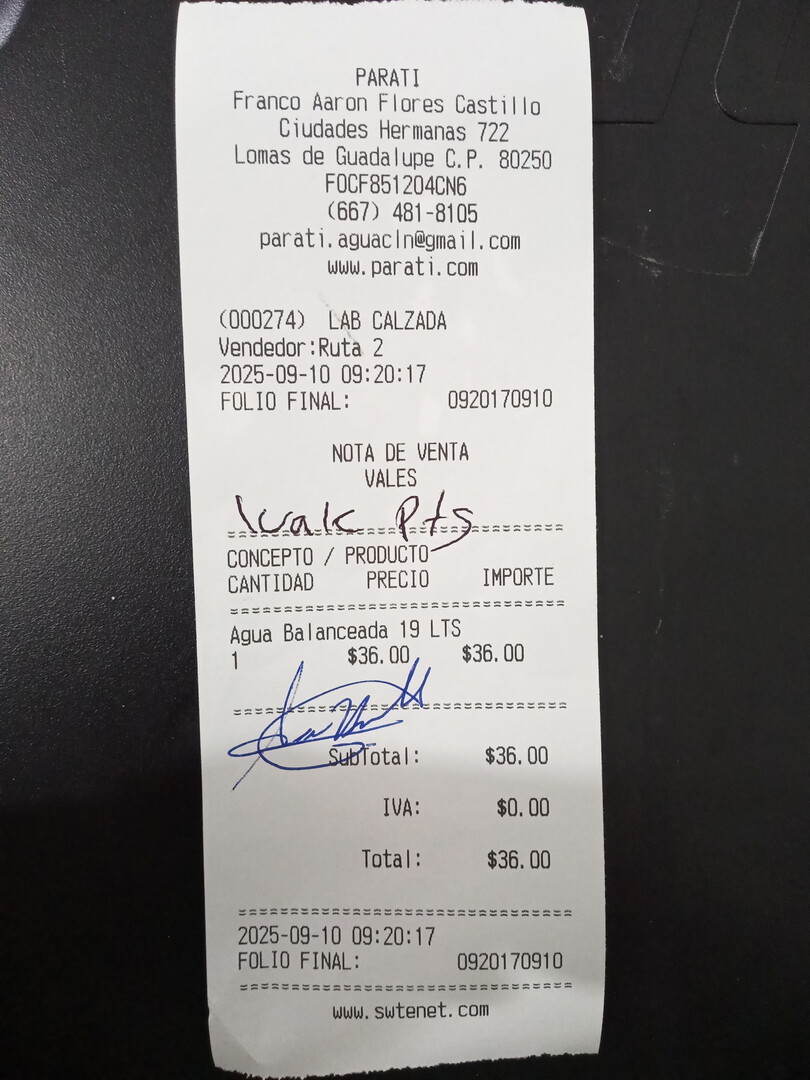 PARATI
Franco Aaron Flores Castillo
Ciudades Hermanas 722
Lomas de Guadalupe C.P. 80250
FOCF851204CN6
(667) 481-8105
parati.aguacln@gmail.com
www.parati.com
(000274) LAB CALZADA
Vendedor:Ruta 2
2025-09-10 09:20:17
FOLIO FINAL: 0920170910
NOTA DE VENTA
VALES
Pts
CONCEPTO / PRODUCTO
CANTIDAD PRECIO IMPORTE
Agua Balanceada 19 LTS
1 $36.00 $36.00
SubTotal: $36.00
IVA: $0.00
Total: $36.00
2025-09-10 09:20:17
FOLIO FINAL: 0920170910
www.swtenet.com